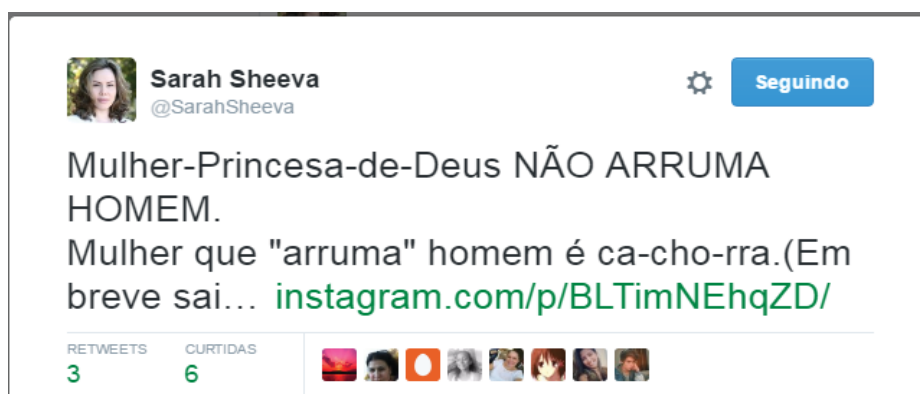 Sarah Sheeva
@SarahSheeva
Seguindo
Mulher-Princesa-de-Deus NÃO ARRUMA
HOMEM.
Mulher que "arruma" homem é ca-cho-rra.(Em
breve sai... instagram.com/p/BLTimNEhqZD/
RETWEETS CURTIDAS
3 6